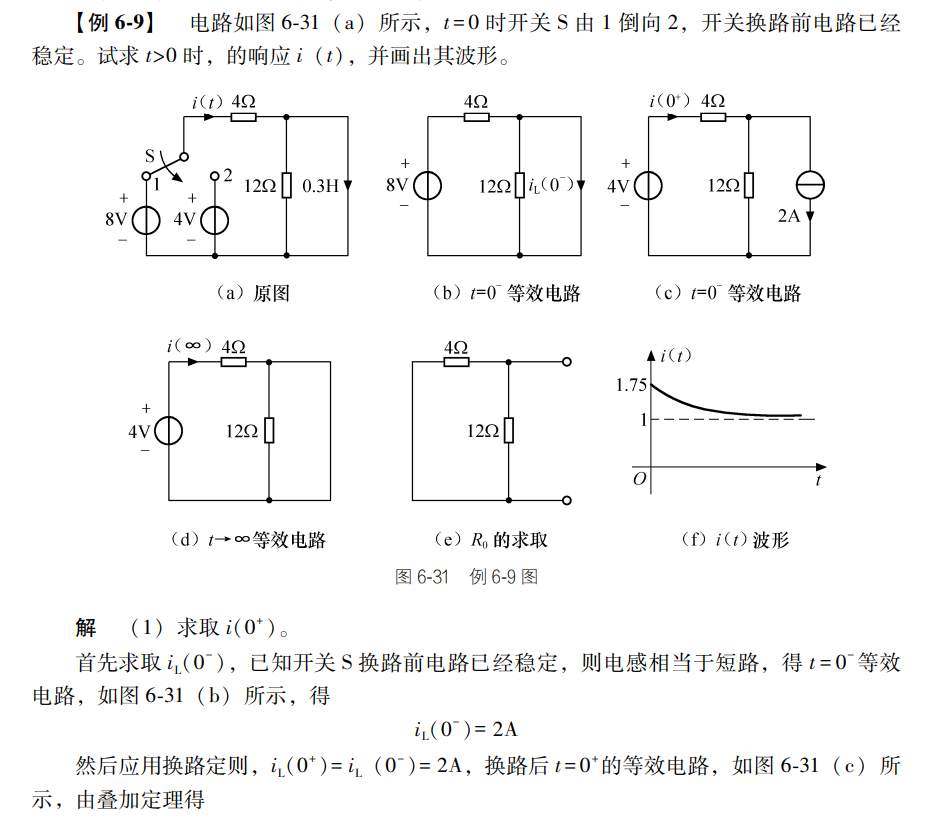 【例 6-9】 电路如图 6-31（a）所示，t=0 时开关 S 由 1 倒向 2，开关换路前电路已经
稳定。试求 t>0 时，的响应 i（t），并画出其波形。
i(t) 4Ω
S
1
2
12Ω
0.3H
+
8V
−
+
4V
−
（a）原图
4Ω
+
8V
−
12Ω
iL(0⁻)
（b）t=0⁻ 等效电路
i(0⁺) 4Ω
+
4V
−
12Ω
2A
（c）t=0⁻ 等效电路
i(∞) 4Ω
+
4V
−
12Ω
（d）t→∞等效电路
4Ω
12Ω
（e）R₀ 的求取
i(t)
1.75
1
O
t
（f）i(t) 波形
图 6-31 例 6-9 图
解 （1）求取 i(0⁺)。
首先求取 iL(0⁻)，已知开关 S 换路前电路已经稳定，则电感相当于短路，得 t=0⁻等效
电路，如图 6-31（b）所示，得
iL(0⁻)= 2A
然后应用换路定则，iL(0⁺)= iL (0⁻)= 2A，换路后 t=0⁺的等效电路，如图 6-31（c）所
示，由叠加定理得